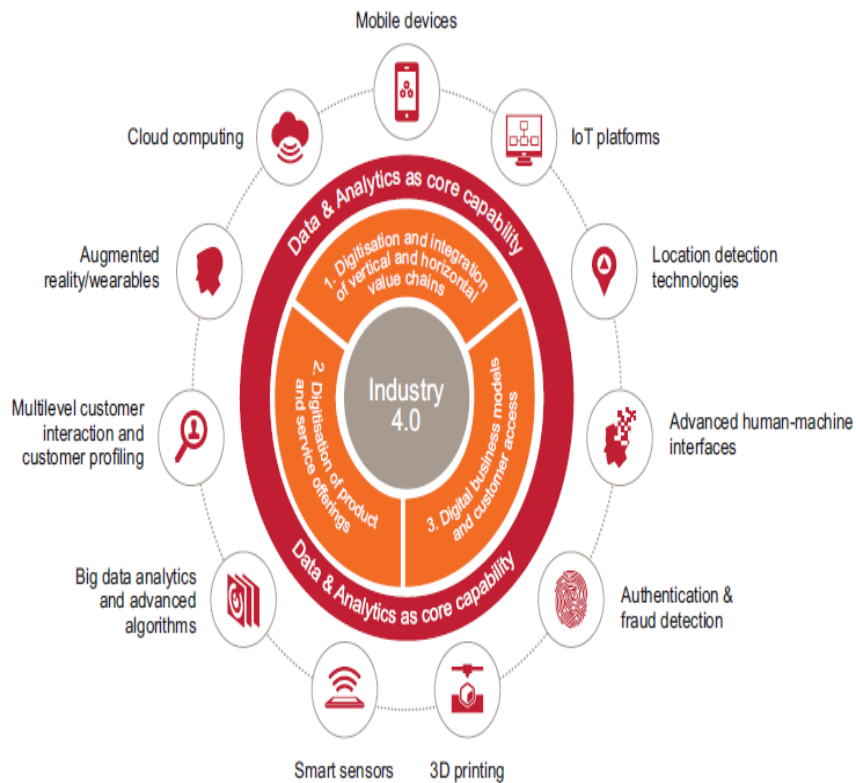 Mobile devices
Cloud computing
IoT platforms
Augmented
reality/wearables
Location detection
technologies
Multilevel customer
interaction and
customer profiling
Advanced human-machine
interfaces
Big data analytics
and advanced
algorithms
Authentication &
fraud detection
Smart sensors
3D printing
Data & Analytics as core capability
1. Digitisation and integration
of vertical and horizontal
value chains
2. Digitisation of product
and service offerings
3. Digital business models
and customer access
Industry
4.0
Data & Analytics as core capability